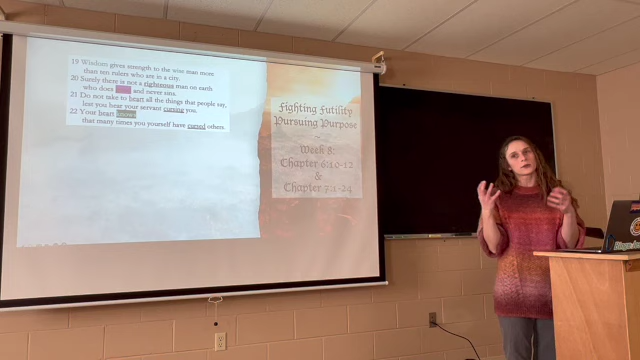 19 Wisdom gives strength to the wise man more
than ten rulers who are in a city.
20 Surely there is not a righteous man on earth
who does good and never sins.
21 Do not take to heart all the things that people say,
lest you hear your servant cursing you.
22 Your heart knows
that many times you yourself have cursed others.
Fighting Futility
Pursuing Purpose
~
Week 8:
Chapter 6:10-12
&
Chapter 7:1-24